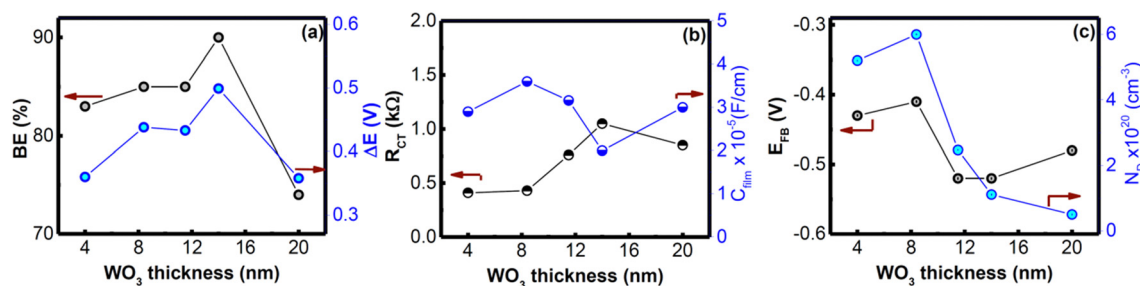 (a)
BE (%)
90
80
70
4 8 12 16 20
WO3 thickness (nm)
0.6
0.5
0.4
0.3
ΔE (V)
(b)
RCT (kΩ)
2.0
1.5
1.0
0.5
0.0
4 8 12 16 20
WO3 thickness (nm)
5
4
3
2
1
0
Cfilm x 10-5(F/cm)
(c)
EFB (V)
-0.3
-0.4
-0.5
-0.6
4 8 12 16 20
WO3 thickness (nm)
6
4
2
0
x1020 (cm-3)